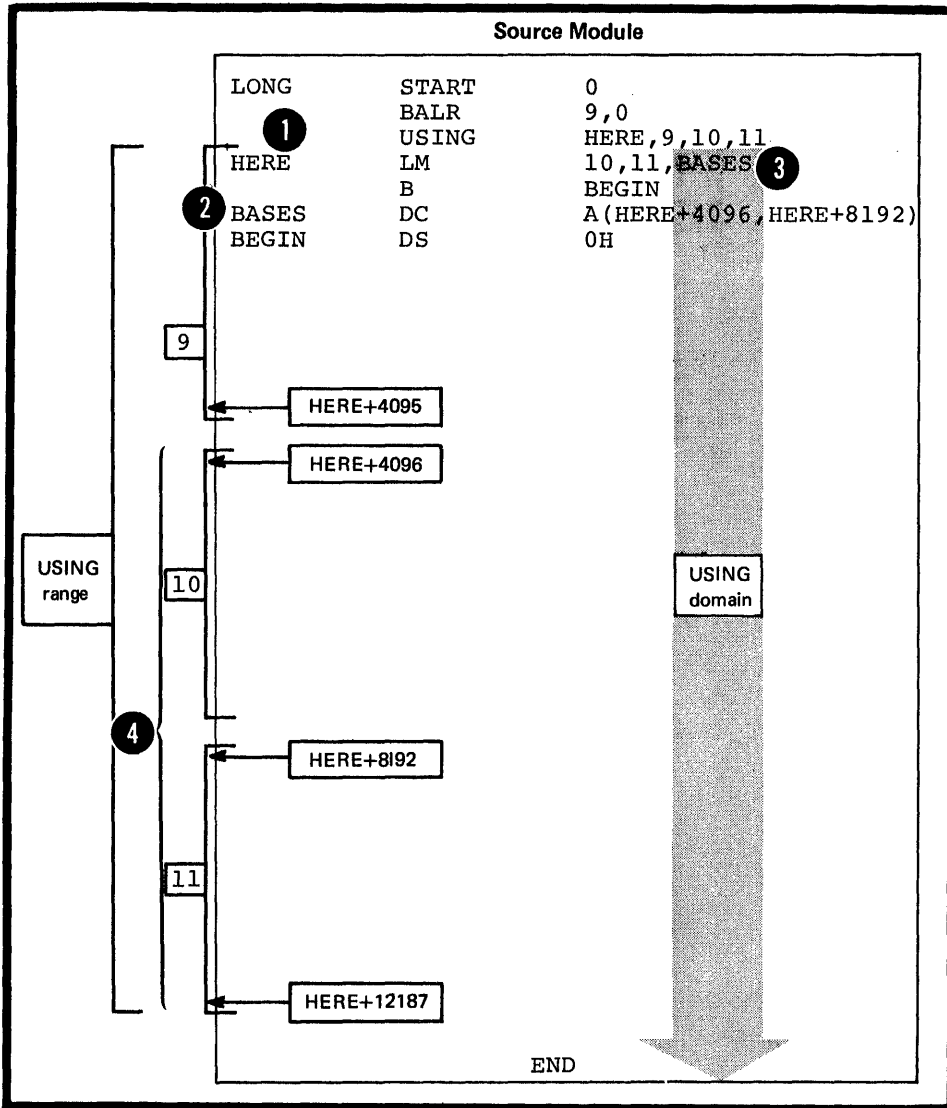 Source Module
LONG START 0
BALR 9,0
1
USING HERE,9,10,11
HERE LM 10,11,BASES 3
B BEGIN
2
BASES DC A(HERE+4096,HERE+8192)
BEGIN DS 0H
9
HERE+4095
HERE+4096
USING
range
10
USING
domain
4
HERE+8192
11
HERE+12187
END